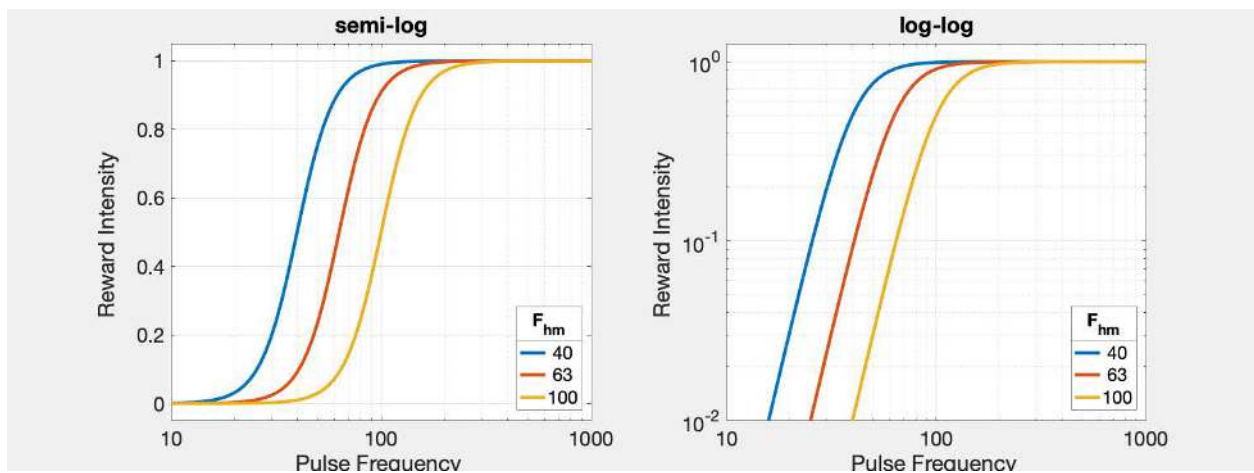 semi-log
1
0.8
0.6
0.4
0.2
0
Reward Intensity
10
100
1000
Pulse Frequency
F_hm
40
63
100
log-log
10^0
10^-1
10^-2
Reward Intensity
10
100
1000
Pulse Frequency
F_hm
40
63
100